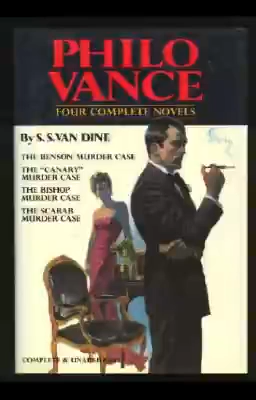 PHILO
VANCE
FOUR COMPLETE NOVELS
By S. S. VAN DINE
THE BENSON MURDER CASE
THE "CANARY"
MURDER CASE
THE BISHOP
MURDER CASE
THE SCARAB
MURDER CASE
COMPLETE & UNABRIDGED